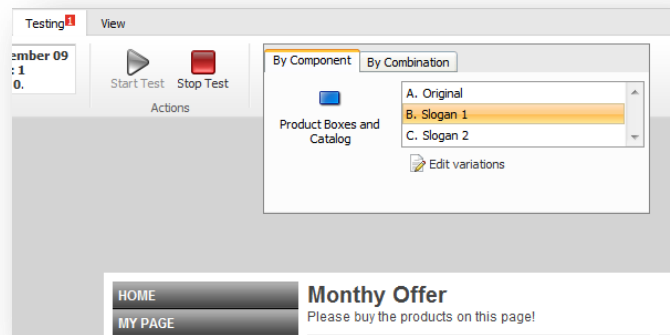 Testing 1 View
ember 09
: 1
0.
Start Test Stop Test
Actions
By Component By Combination
Product Boxes and
Catalog
A. Original
B. Slogan 1
C. Slogan 2
Edit variations
HOME
MY PAGE
Monthy Offer
Please buy the products on this page!